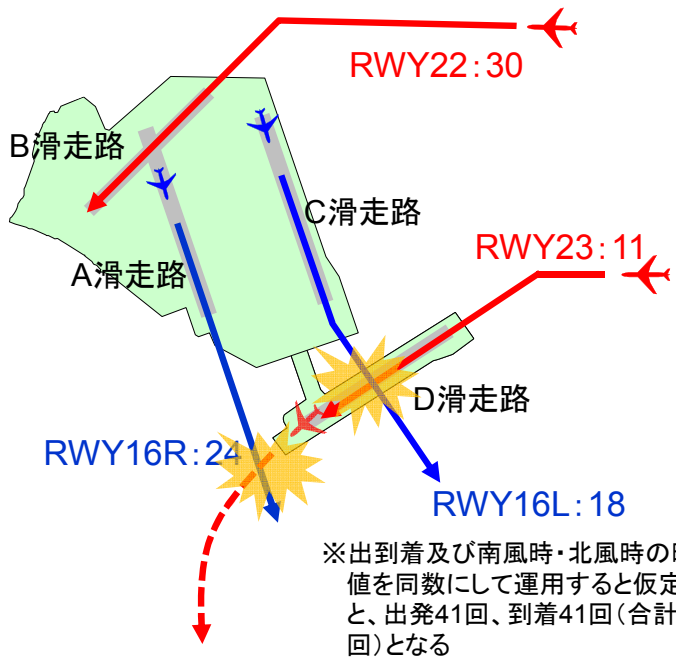 RWY22:30
B滑走路
C滑走路
RWY23:11
A滑走路
D滑走路
RWY16R:24
RWY16L:18
※出到着及び南風時・北風時の
値を同数にして運用すると仮定
と、出発41回、到着41回(合計
回)となる